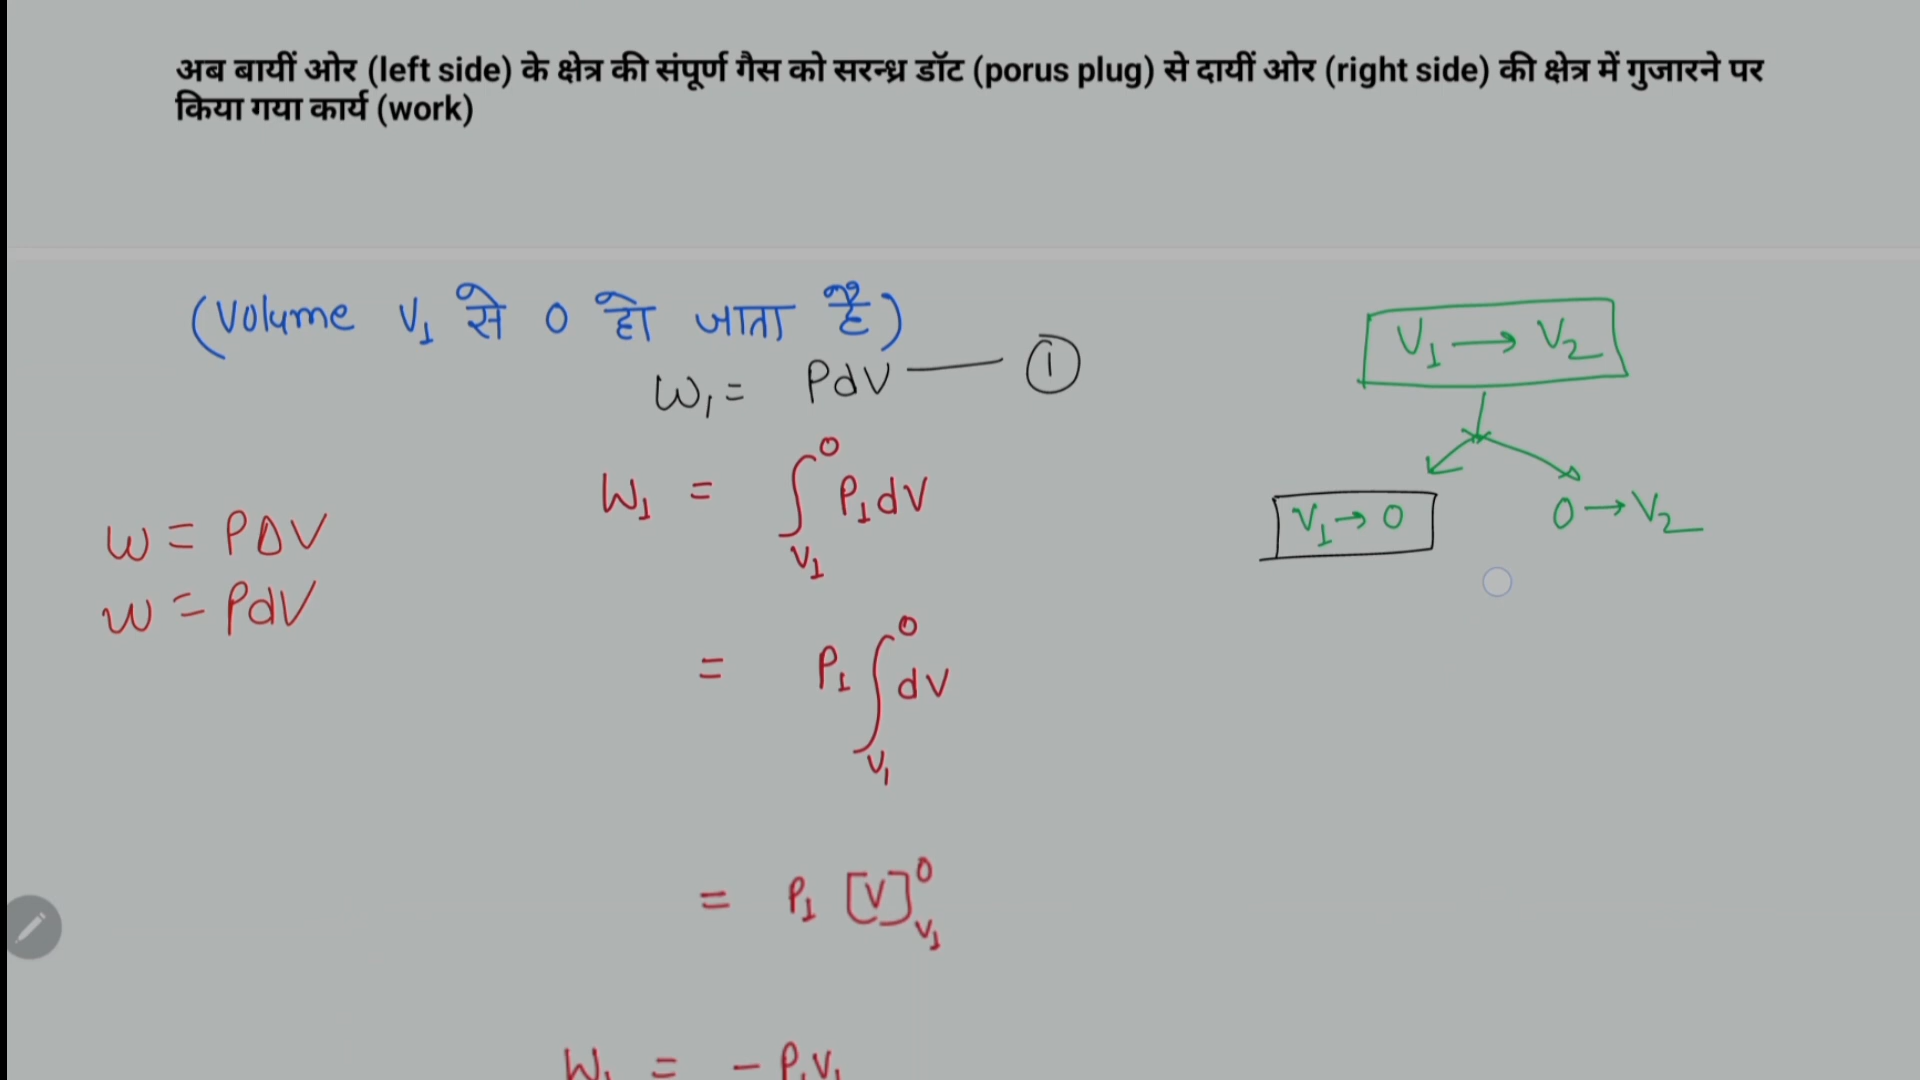 अब बायीं ओर (left side) के क्षेत्र की संपूर्ण गैस को सरन्ध्र डॉट (porus plug) से दायीं ओर (right side) की क्षेत्र में गुजारने पर
किया गया कार्य (work)
(Volume V₁ से 0 हो जाता है)
W₁ = PdV —— ①
W₁ = ∫_{V₁}^{0} P₁dV
= P₁ ∫_{V₁}^{0} dV
= P₁ [V]_{V₁}^{0}
W₁ = - P₁V₁
W = PΔV
W = PdV
V₁ → V₂
V₁ → 0
0 → V₂